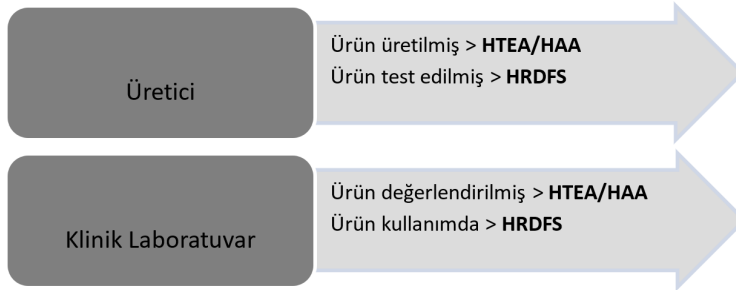 Üretici
Ürün üretilmiş > HTEA/HAA
Ürün test edilmiş > HRDFS
Klinik Laboratuvar
Ürün değerlendirilmiş > HTEA/HAA
Ürün kullanımda > HRDFS